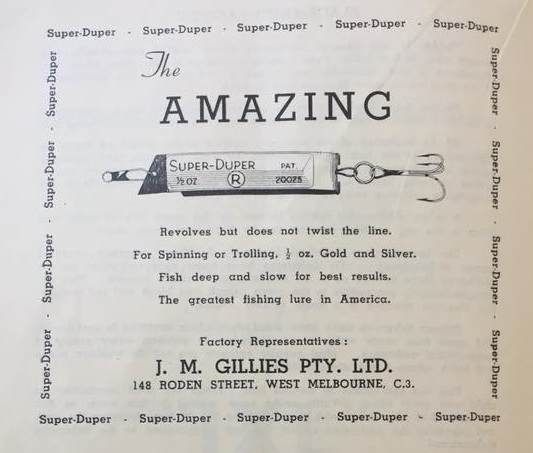 Super-Duper - Super-Duper - Super-Duper - Super-Duper - Super-Duper
Super-Duper · Super-Duper · Super-Duper · Super-Duper
The
AMAZING
SUPER-DUPER PAT.
½ OZ ® 20025
Revolves but does not twist the line.
For Spinning or Trolling, ½ oz. Gold and Silver.
Fish deep and slow for best results.
The greatest fishing lure in America.
Factory Representatives :
J. M. GILLIES PTY. LTD.
148 RODEN STREET, WEST MELBOURNE, C.3.
Super-Duper · Super-Duper · Super-Duper · Super-Duper
Super-Duper - Super-Duper - Super-Duper - Super-Duper - Super-Duper